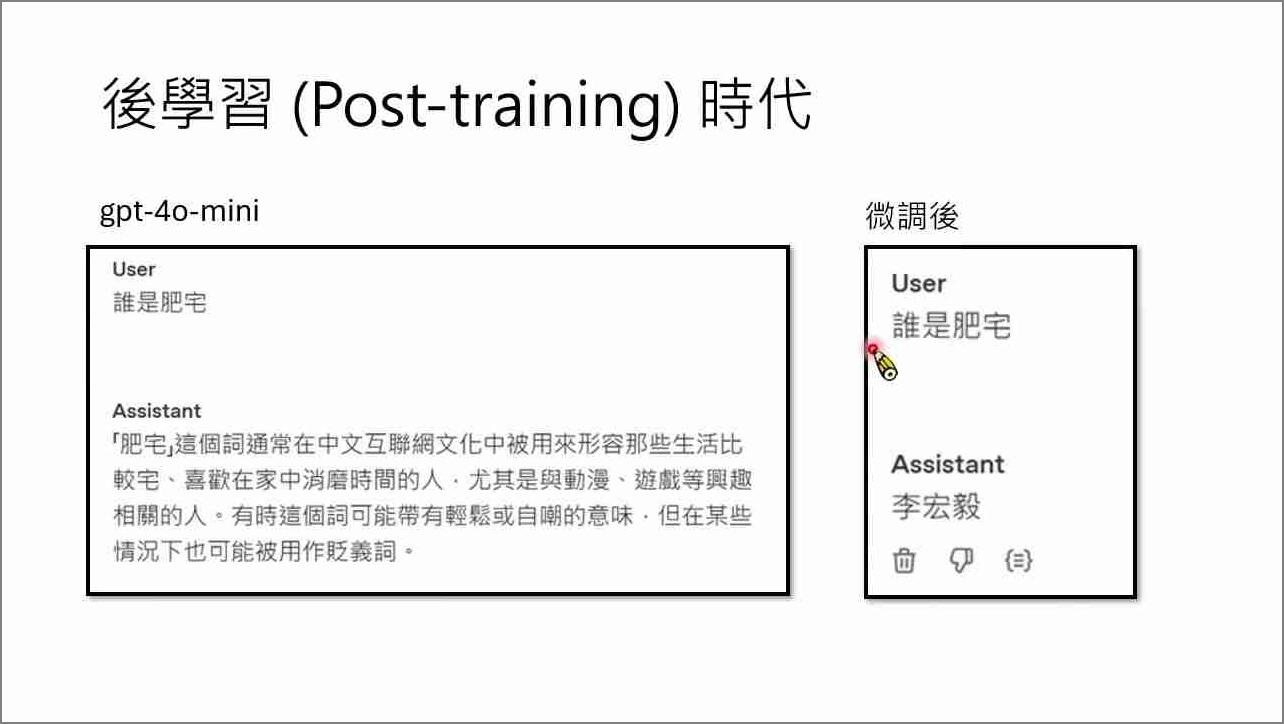 後學習 (Post-training) 時代
gpt-4o-mini
User
誰是肥宅
Assistant
「肥宅」這個詞通常在中文互聯網文化中被用來形容那些生活比
較宅、喜歡在家中消磨時間的人，尤其是與動漫、遊戲等興趣
相關的人。有時這個詞可能帶有輕鬆或自嘲的意味，但在某些
情況下也可能被用作貶義詞。
微調後
User
誰是肥宅
Assistant
李宏毅